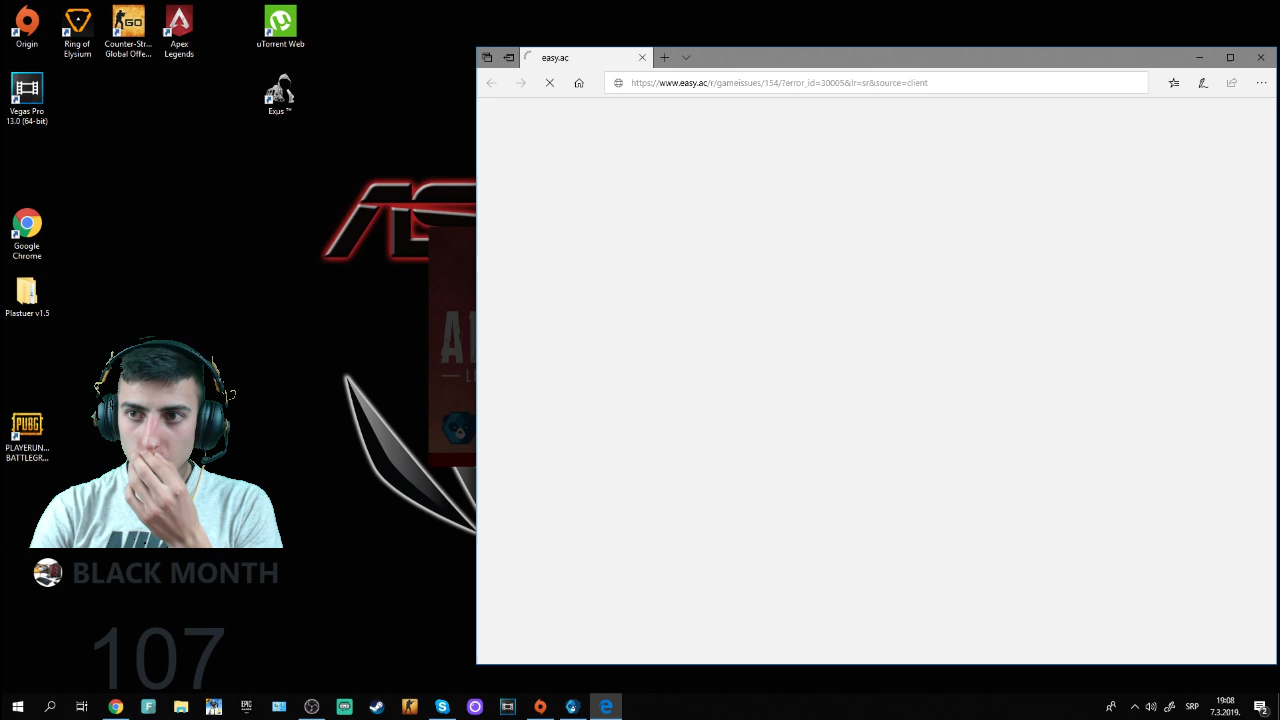 Origin
Ring of
Elysium
Counter-Str...
Global Offe...
Apex
Legends
uTorrent Web
Vegas Pro
13.0 (64-bit)
Exus ™
Google
Chrome
Plastuer v1.5
PUBG
PLAYERUN...
BATTLEGR...
BLACK MONTH
107
easy.ac
https://www.easy.ac/r/gameissues/154/?error_id=30005&lr=sr&source=client
SRP
19:08
7.3.2019.
2